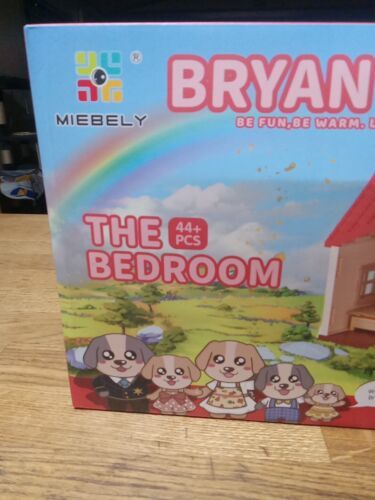 ®
MIEBELY
BRYAN
BE FUN,BE WARM. L
THE 44+ PCS
BEDROOM